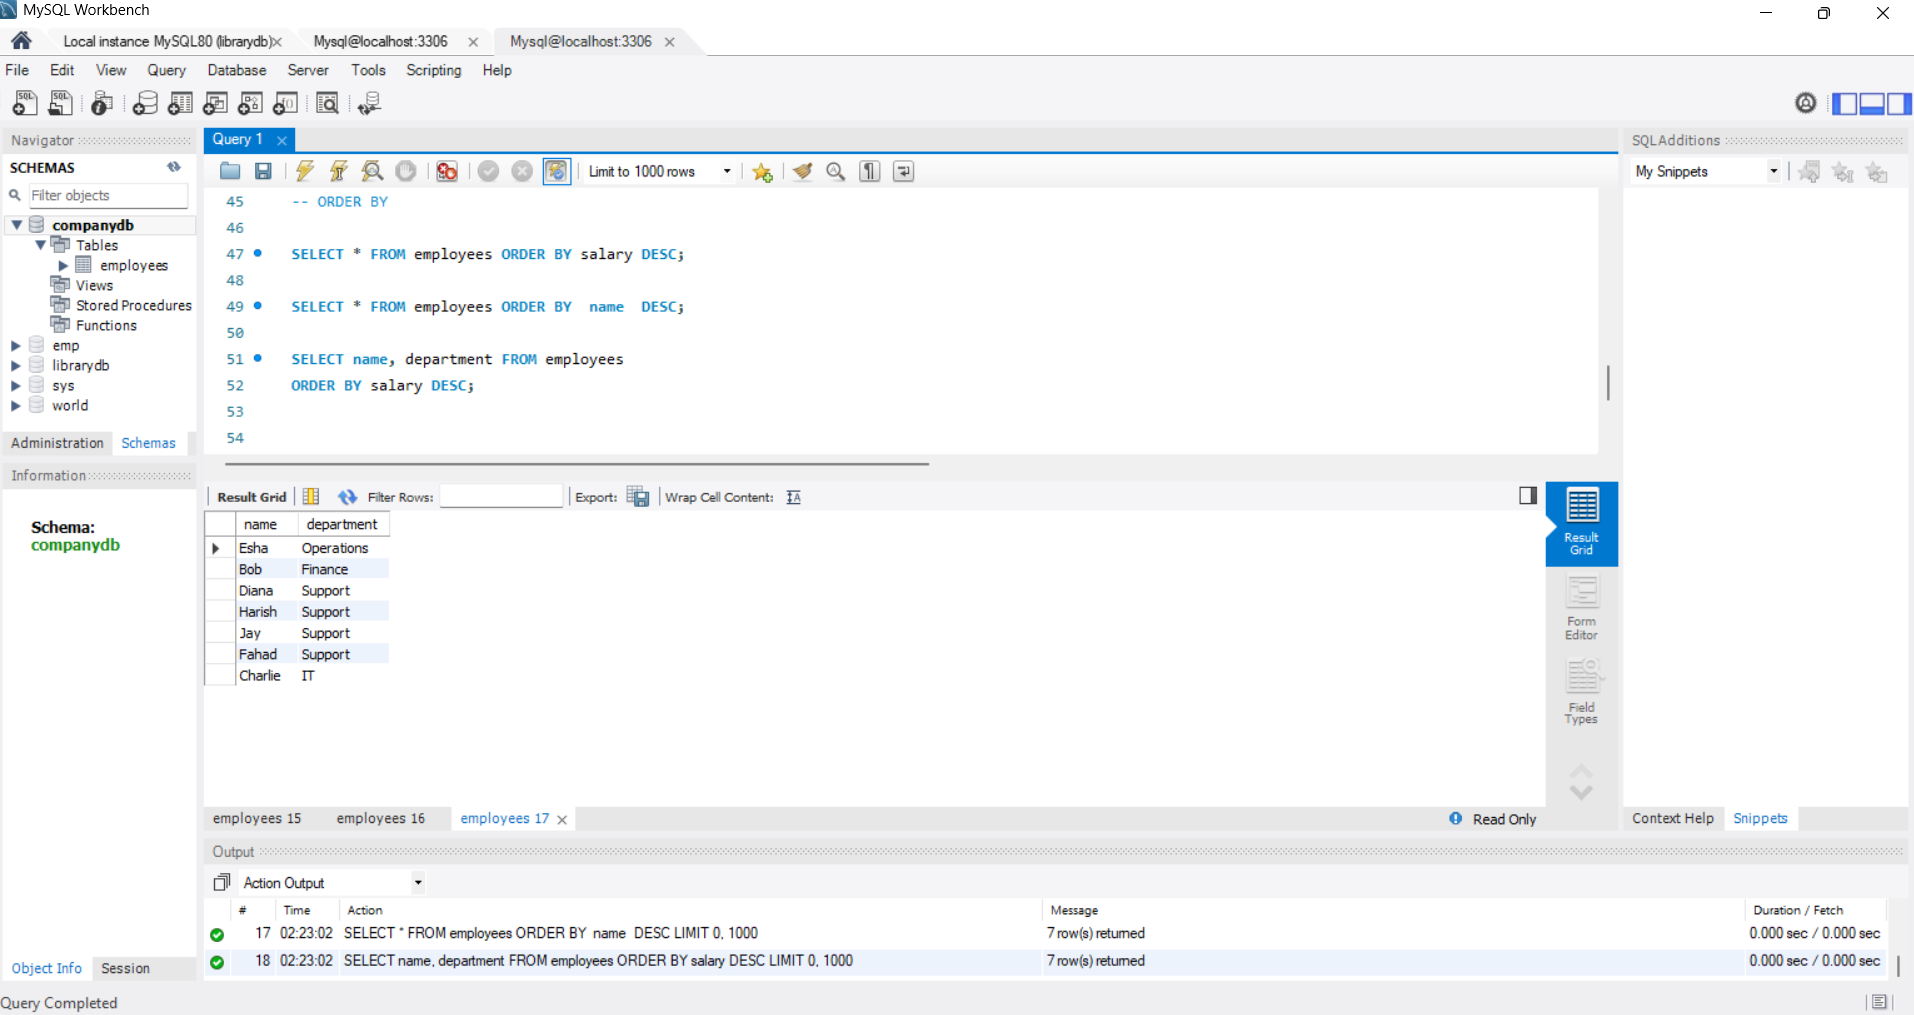 MySQL Workbench
Local instance MySQL80 (librarydb)
Mysql@localhost:3306
Mysql@localhost:3306
File Edit View Query Database Server Tools Scripting Help
Navigator
SCHEMAS
Filter objects
companydb
Tables
employees
Views
Stored Procedures
Functions
emp
librarydb
sys
world
Administration Schemas
Information
Schema:
companydb
Object Info Session
Query 1
Limit to 1000 rows
45 -- ORDER BY
46
47 SELECT * FROM employees ORDER BY salary DESC;
48
49 SELECT * FROM employees ORDER BY  name  DESC;
50
51 SELECT name, department FROM employees
52 ORDER BY salary DESC;
53
54
Result Grid Filter Rows: Export: Wrap Cell Content:
name department
Esha Operations
Bob Finance
Diana Support
Harish Support
Jay Support
Fahad Support
Charlie IT
Result
Grid
Form
Editor
Field
Types
employees 15 employees 16 employees 17
Read Only
SQLAdditions
My Snippets
Context Help Snippets
Output
Action Output
# Time Action Message Duration / Fetch
17 02:23:02 SELECT * FROM employees ORDER BY  name  DESC LIMIT 0, 1000 7 row(s) returned 0.000 sec / 0.000 sec
18 02:23:02 SELECT name, department FROM employees ORDER BY salary DESC LIMIT 0, 1000 7 row(s) returned 0.000 sec / 0.000 sec
Query Completed